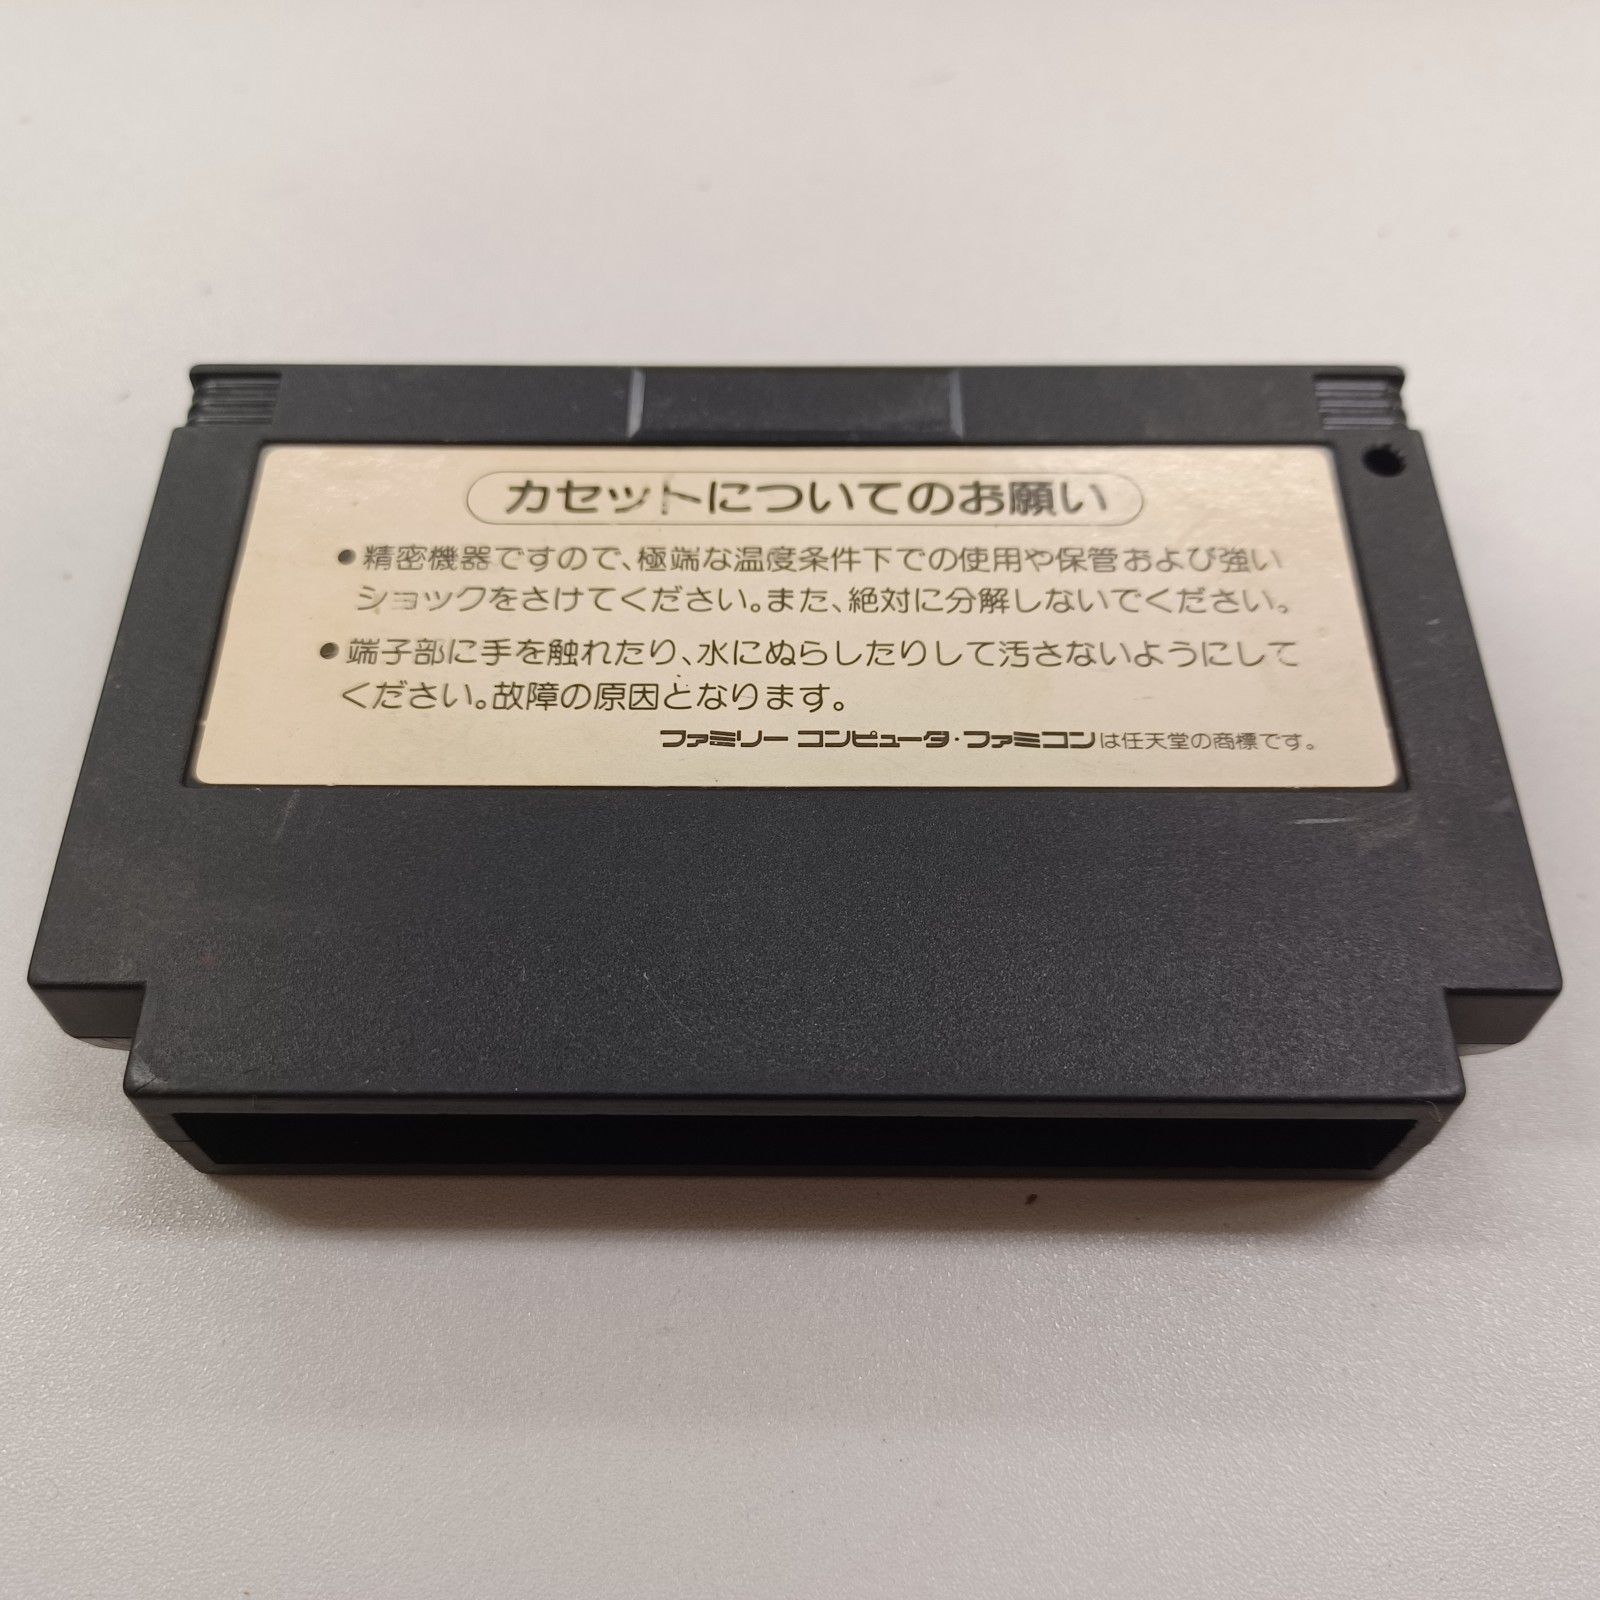 カセットについてのお願い
●精密機器ですので、極端な温度条件下での使用や保管および強い
ショックをさけてください。また、絶対に分解しないでください。
●端子部に手を触れたり、水にぬらしたりして汚さないようにして
ください。故障の原因となります。
ファミリー コンピュータ・ファミコンは任天堂の商標です。